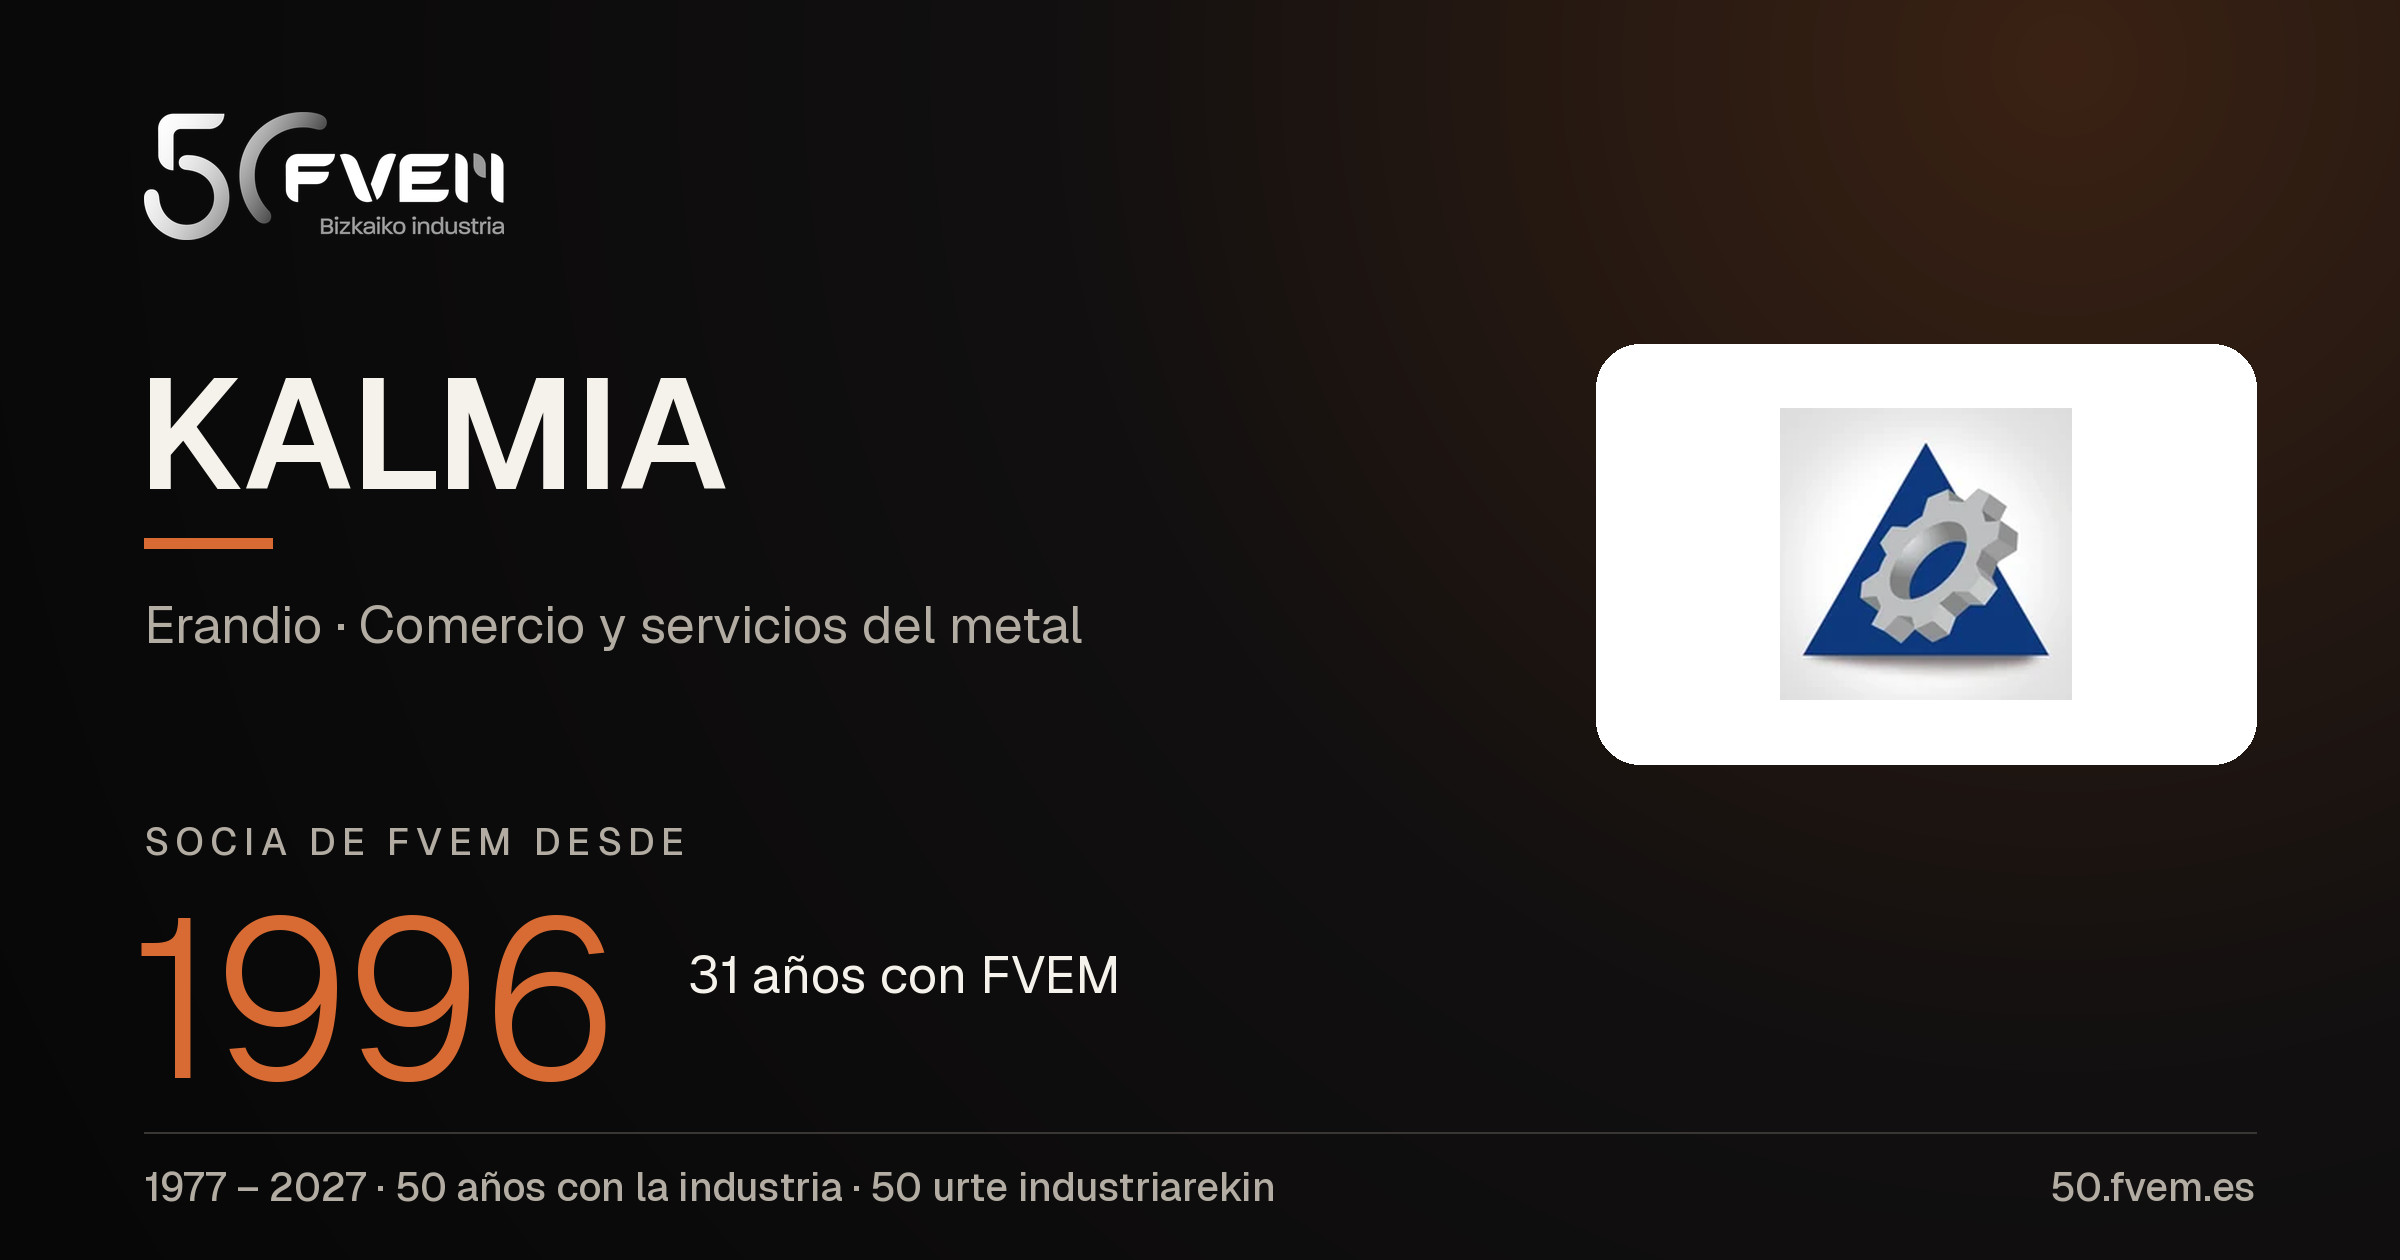 50 FVEM
Bizkaiko industria
KALMIA
Erandio · Comercio y servicios del metal
SOCIA DE FVEM DESDE
1996
31 años con FVEM
1977 – 2027 · 50 años con la industria · 50 urte industriarekin
50.fvem.es